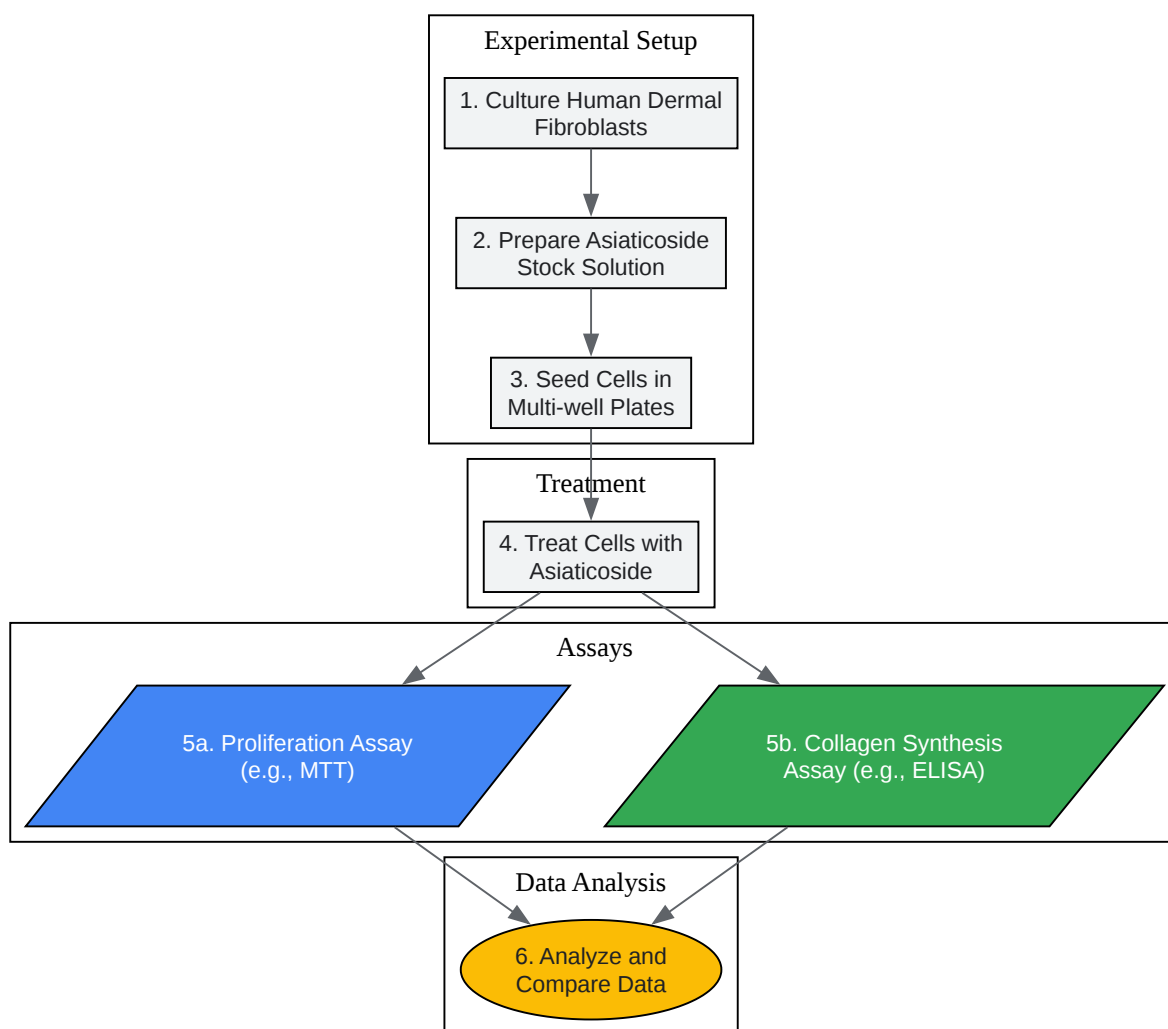 Experimental Setup
1. Culture Human Dermal
Fibroblasts
2. Prepare Asiaticoside
Stock Solution
3. Seed Cells in
Multi-well Plates
Treatment
4. Treat Cells with
Asiaticoside
Assays
5a. Proliferation Assay
(e.g., MTT)
5b. Collagen Synthesis
Assay (e.g., ELISA)
Data Analysis
6. Analyze and
Compare Data